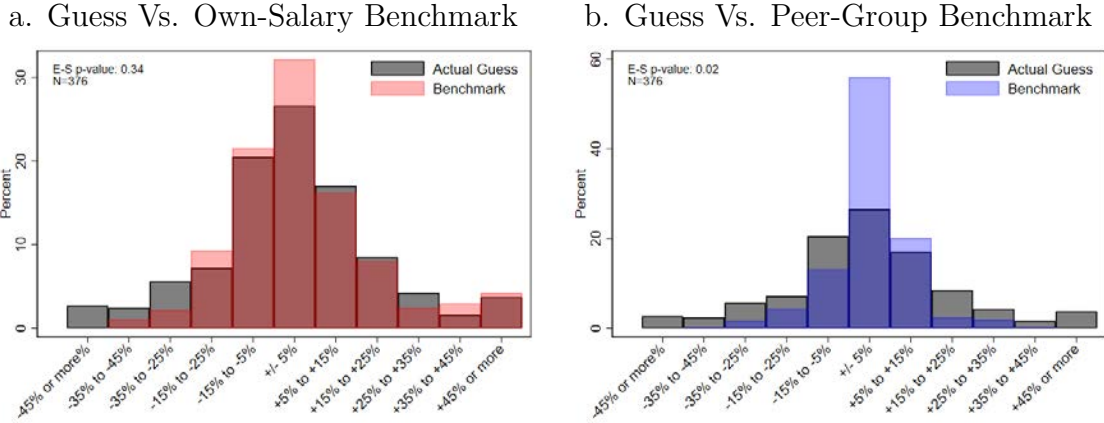 a. Guess Vs. Own-Salary Benchmark
E-S p-value: 0.34
N=376
Actual Guess
Benchmark
Percent
30
20
10
0
-45% or more%
-35% to -45%
-35% to -25%
-15% to -25%
-15% to -5%
+/- 5%
+5% to +15%
+15% to +25%
+25% to +35%
+35% to +45%
+45% or more
b. Guess Vs. Peer-Group Benchmark
E-S p-value: 0.02
N=376
Actual Guess
Benchmark
Percent
60
40
20
0
-45% or more%
-35% to -45%
-35% to -25%
-15% to -25%
-15% to -5%
+/- 5%
+5% to +15%
+15% to +25%
+25% to +35%
+35% to +45%
+45% or more